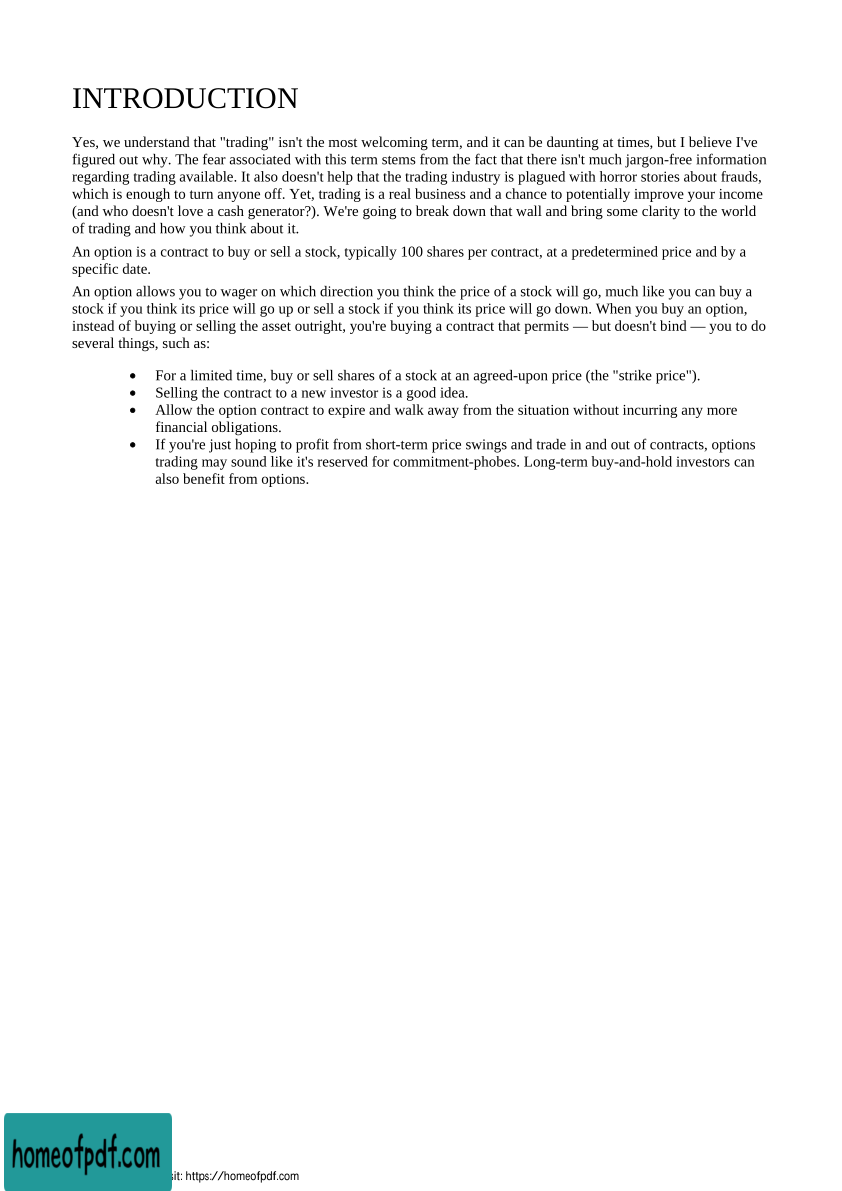 INTRODUCTION
Yes, we understand that "trading" isn't the most welcoming term, and it can be daunting at times, but I believe I've
figured out why. The fear associated with this term stems from the fact that there isn't much jargon-free information
regarding trading available. It also doesn't help that the trading industry is plagued with horror stories about frauds,
which is enough to turn anyone off. Yet, trading is a real business and a chance to potentially improve your income
(and who doesn't love a cash generator?). We're going to break down that wall and bring some clarity to the world
of trading and how you think about it.
An option is a contract to buy or sell a stock, typically 100 shares per contract, at a predetermined price and by a
specific date.
An option allows you to wager on which direction you think the price of a stock will go, much like you can buy a
stock if you think its price will go up or sell a stock if you think its price will go down. When you buy an option,
instead of buying or selling the asset outright, you're buying a contract that permits — but doesn't bind — you to do
several things, such as:
• For a limited time, buy or sell shares of a stock at an agreed-upon price (the "strike price").
• Selling the contract to a new investor is a good idea.
• Allow the option contract to expire and walk away from the situation without incurring any more
financial obligations.
• If you're just hoping to profit from short-term price swings and trade in and out of contracts, options
trading may sound like it's reserved for commitment-phobes. Long-term buy-and-hold investors can
also benefit from options.
homeofpdf.com
sit: https://homeofpdf.com